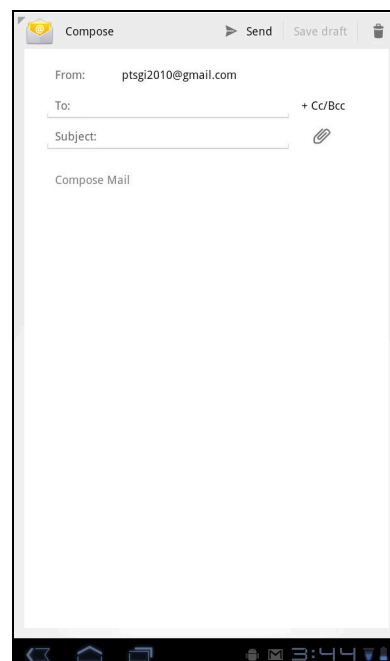 Compose Send Save draft
From: ptsgi2010@gmail.com
To: + Cc/Bcc
Subject:
Compose Mail
3:44